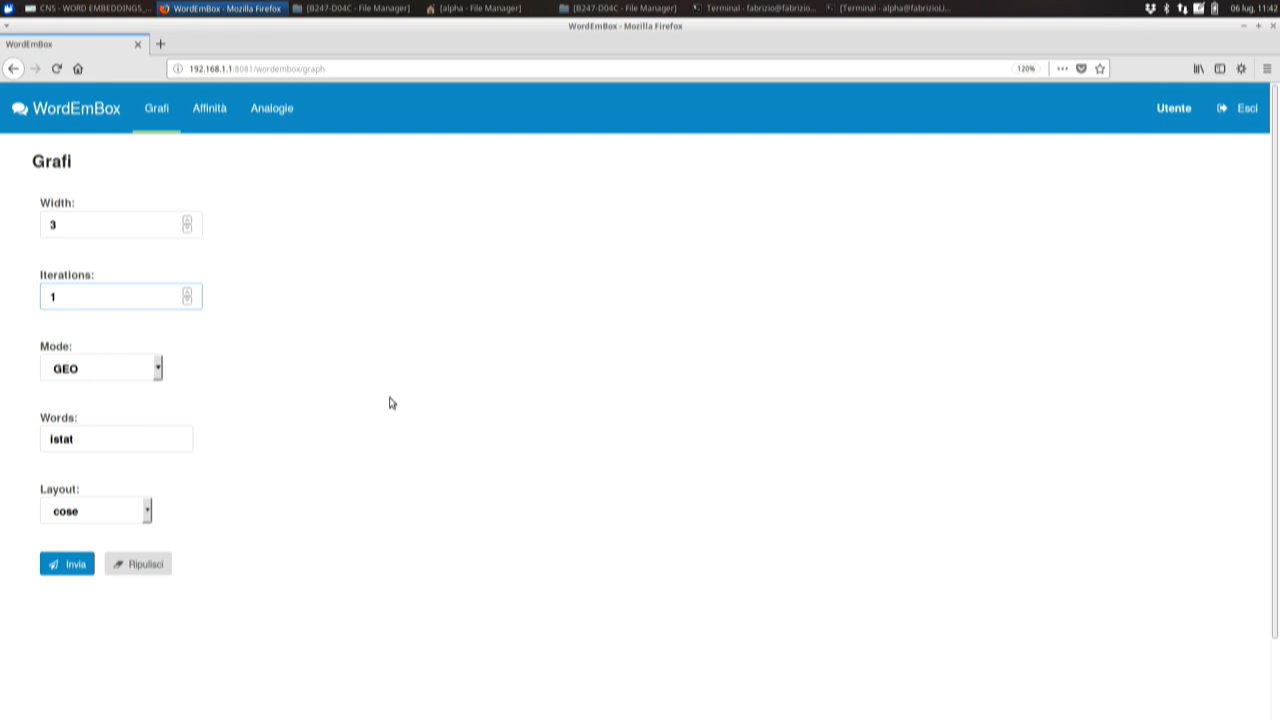 CNS - WORD EMBEDDINGS,... WordEmBox - Mozilla Firefox [B247-D04C - File Manager] [alpha - File Manager] [B247-D04C - File Manager] Terminal - fabrizio@fabrizio... [Terminal - alpha@fabrizioLi... 06 lug, 11:42
WordEmBox - Mozilla Firefox
WordEmBox
192.168.1.1:8081/wordembox/graph 120%
WordEmBox Grafi Affinità Analogie Utente Esci
Grafi
Width:
3
Iterations:
1
Mode:
GEO
Words:
istat
Layout:
cose
Invia Ripulisci